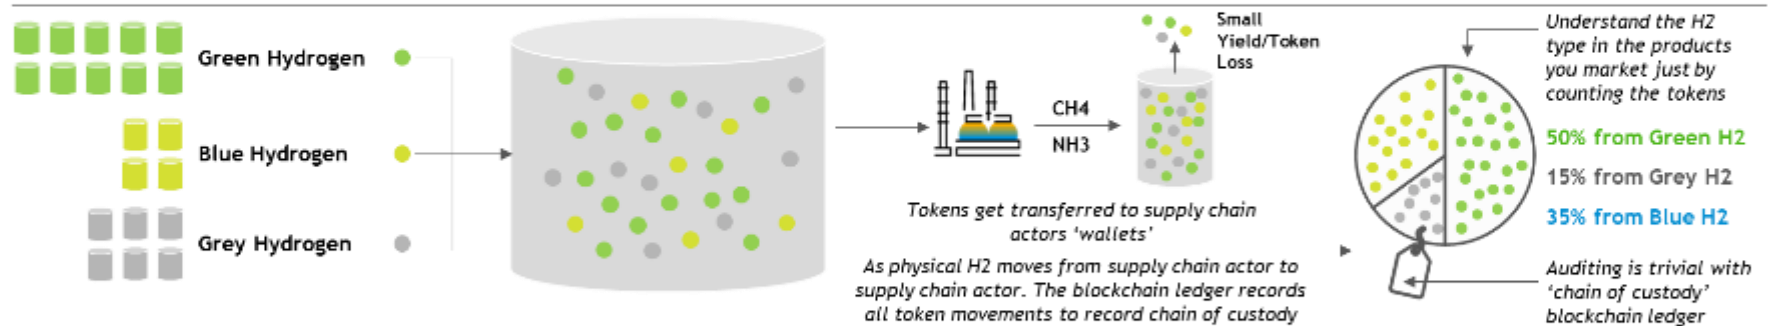 Green Hydrogen
Blue Hydrogen
Grey Hydrogen
CH4
NH3
Small
Yield/Token
Loss
Tokens get transferred to supply chain
actors ‘wallets’
As physical H2 moves from supply chain actor to
supply chain actor. The blockchain ledger records
all token movements to record chain of custody
Understand the H2
type in the products
you market just by
counting the tokens
50% from Green H2
15% from Grey H2
35% from Blue H2
Auditing is trivial with
‘chain of custody’
blockchain ledger